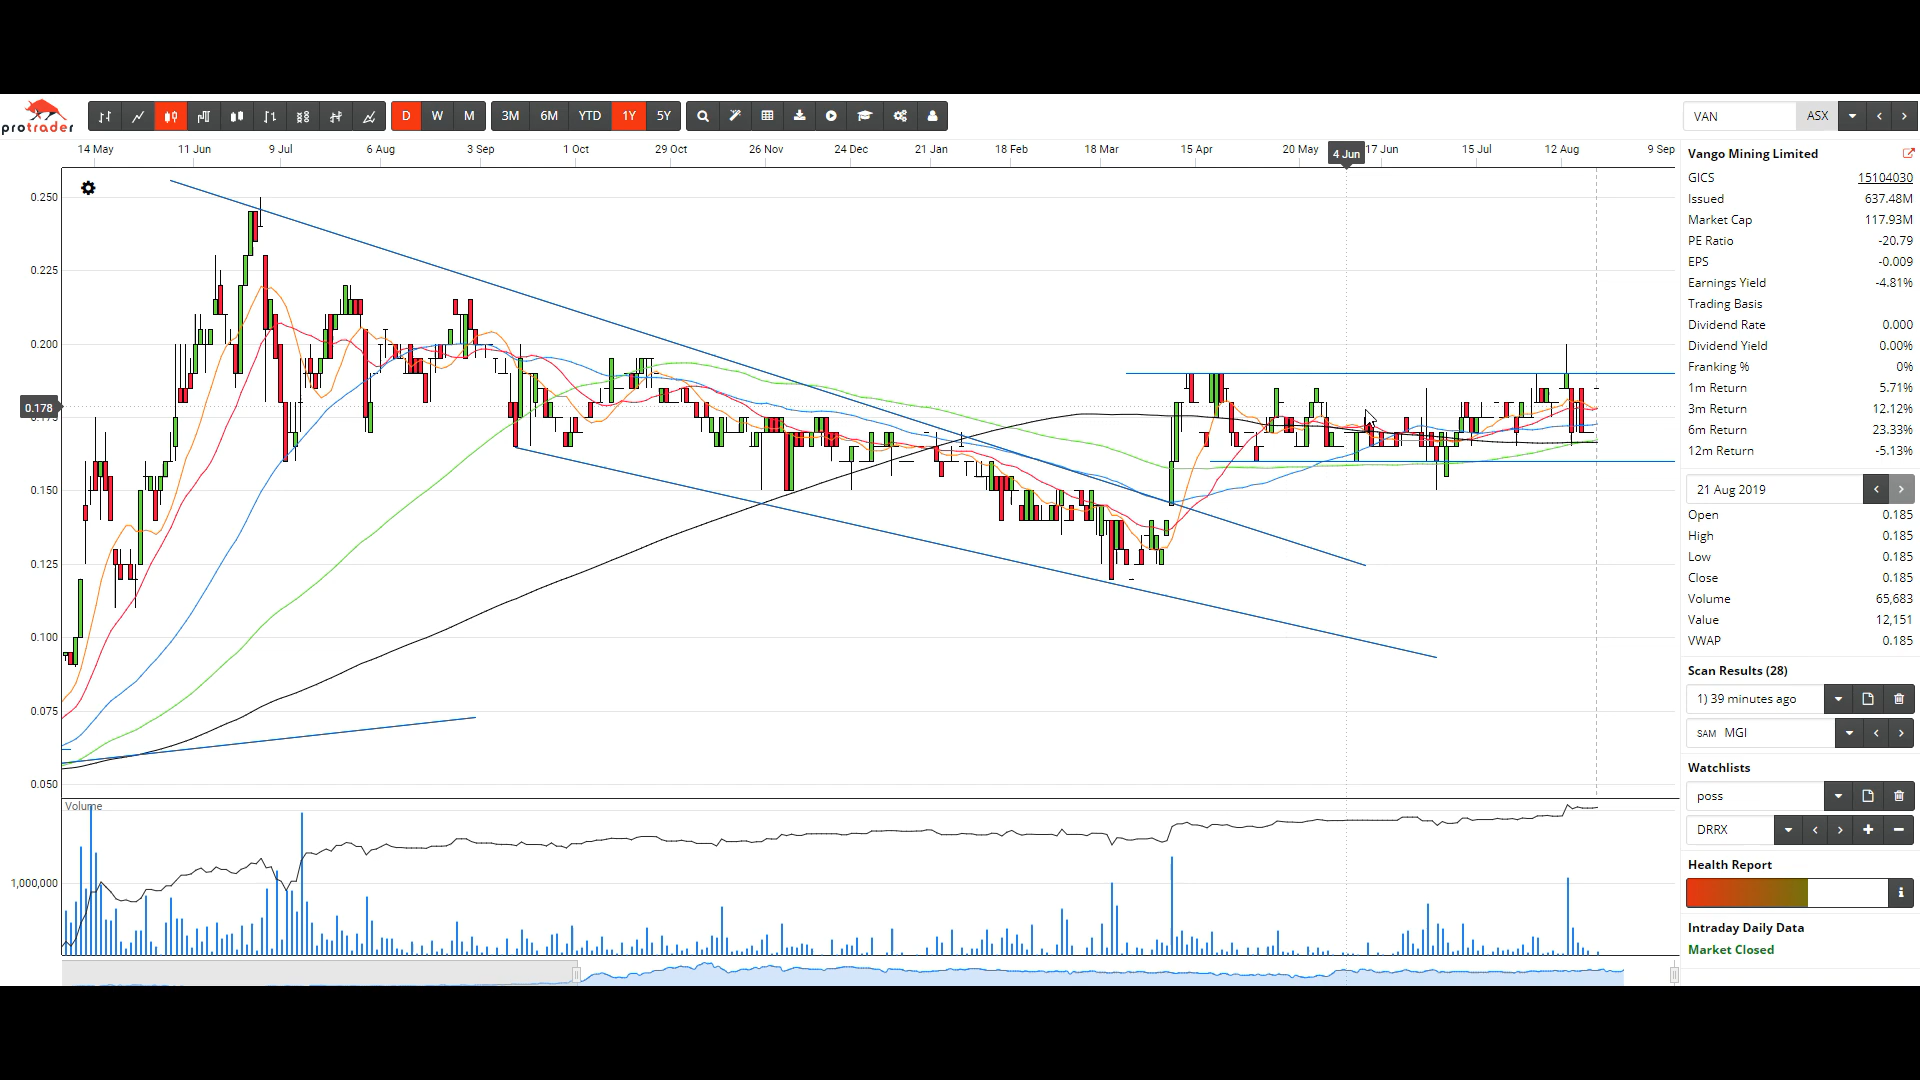 protrader
D W M 3M 6M YTD 1Y 5Y
VAN ASX
14 May 11 Jun 9 Jul 6 Aug 3 Sep 1 Oct 29 Oct 26 Nov 24 Dec 21 Jan 18 Feb 18 Mar 15 Apr 20 May 4 Jun 17 Jun 15 Jul 12 Aug 9 Sep
0.250
0.225
0.200
0.178
0.150
0.125
0.100
0.075
0.050
Volume
1,000,000
Vango Mining Limited
GICS 15104030
Issued 637.48M
Market Cap 117.93M
PE Ratio -20.79
EPS -0.009
Earnings Yield -4.81%
Trading Basis
Dividend Rate 0.000
Dividend Yield 0.00%
Franking % 0%
1m Return 5.71%
3m Return 12.12%
6m Return 23.33%
12m Return -5.13%
21 Aug 2019
Open 0.185
High 0.185
Low 0.185
Close 0.185
Volume 65,683
Value 12,151
VWAP 0.185
Scan Results (28)
1) 39 minutes ago
SAM MGI
Watchlists
poss
DRRX
Health Report
Intraday Daily Data
Market Closed